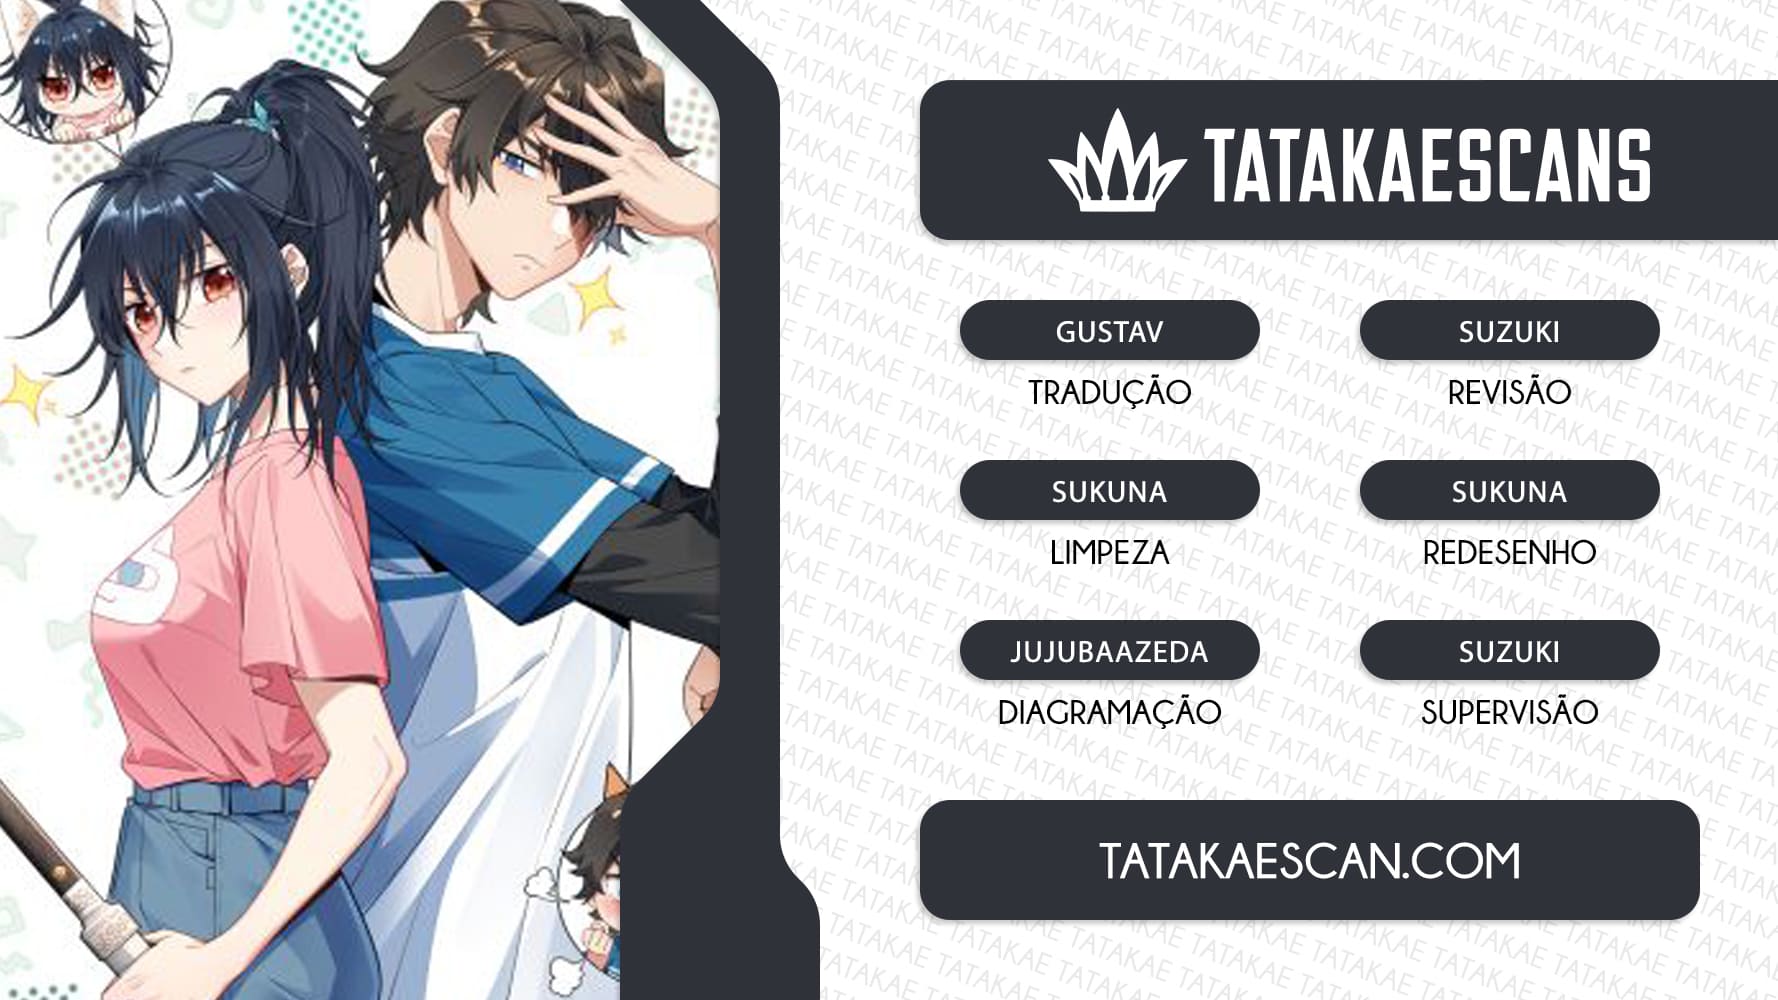 TATAKAESCANS
GUSTAV
TRADUÇÃO
SUZUKI
REVISÃO
SUKUNA
LIMPEZA
SUKUNA
REDESENHO
JUJUBAAZEDA
DIAGRAMAÇÃO
SUZUKI
SUPERVISÃO
TATAKAESCAN.COM